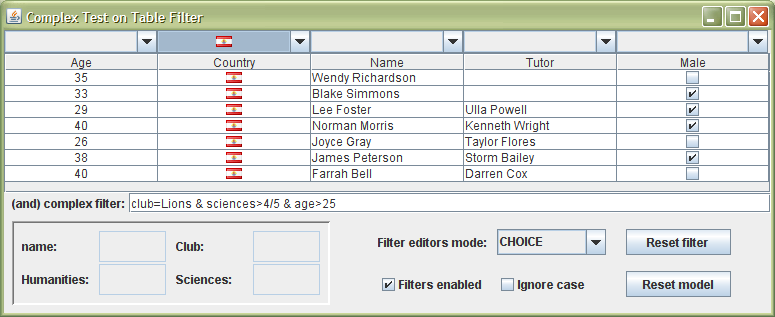 Complex Test on Table Filter
Age Country Name Tutor Male
35 Wendy Richardson
33 Blake Simmons
29 Lee Foster Ulla Powell
40 Norman Morris Kenneth Wright
26 Joyce Gray Taylor Flores
38 James Peterson Storm Bailey
40 Farrah Bell Darren Cox
(and) complex filter: club=Lions & sciences>4/5 & age>25
name: Club: Filter editors mode: CHOICE Reset filter
Humanities: Sciences: Filters enabled Ignore case Reset model